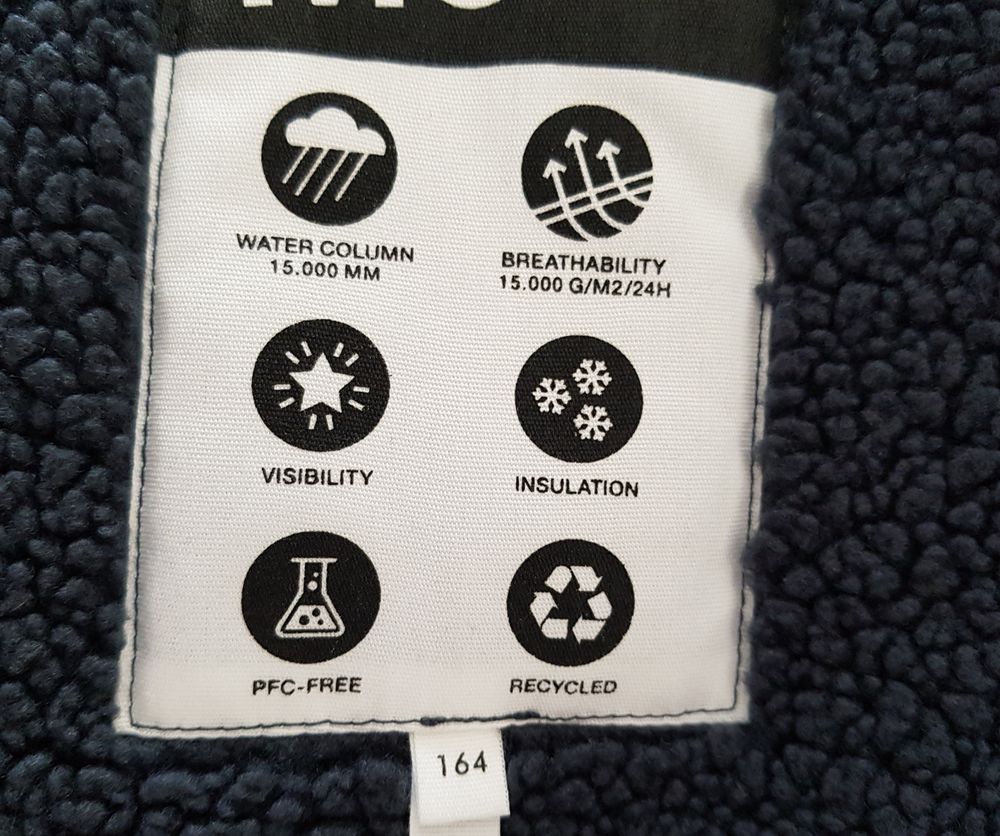 WATER COLUMN
15.000 MM
BREATHABILITY
15.000 G/M2/24H
VISIBILITY
INSULATION
PFC-FREE
RECYCLED
164